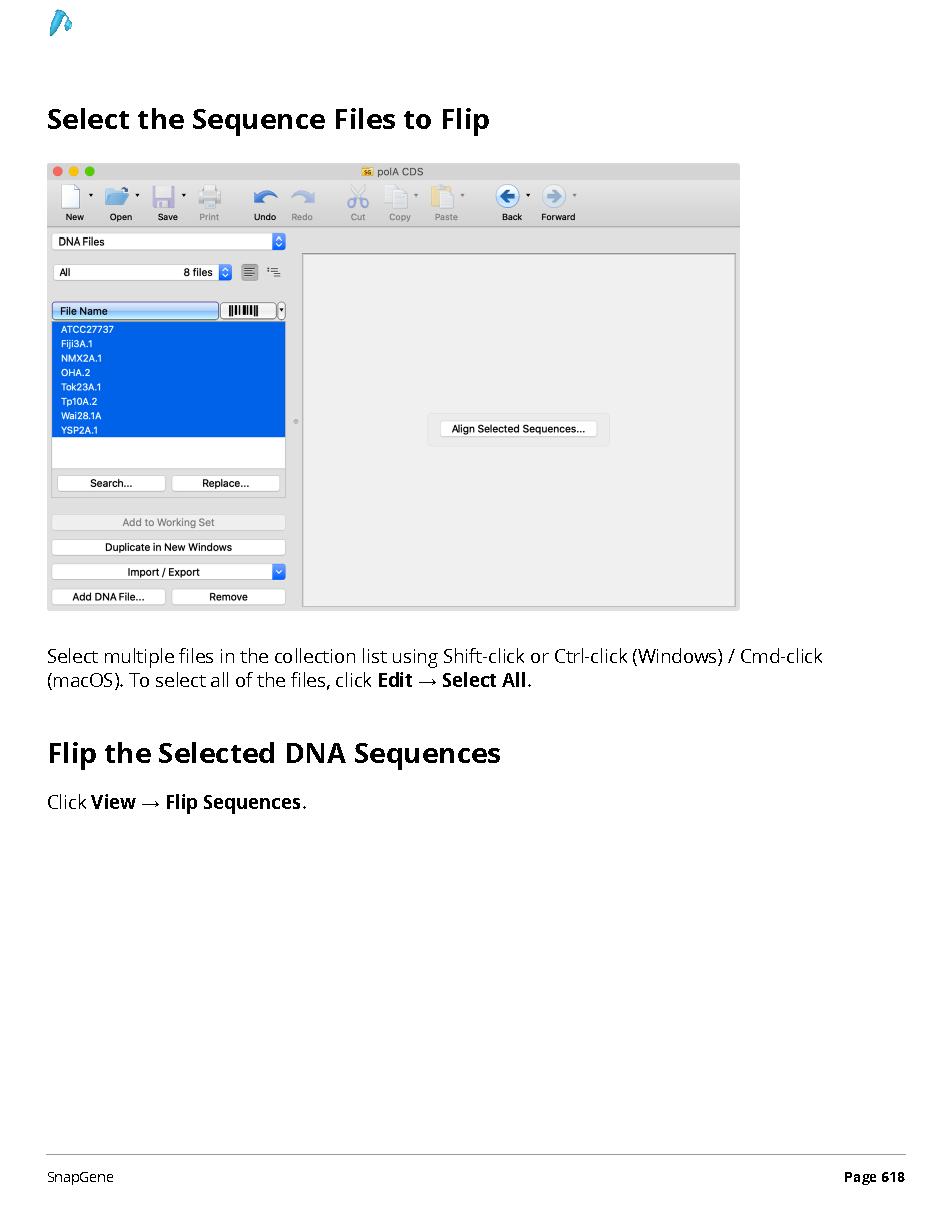 Select the Sequence Files to Flip
SG polA CDS
New Open Save Print Undo Redo Cut Copy Paste Back Forward
DNA Files
All 8 files
File Name
ATCC27737
Fiji3A.1
NMX2A.1
OHA.2
Tok23A.1
Tp10A.2
Wai28.1A
YSP2A.1
Align Selected Sequences...
Search... Replace...
Add to Working Set
Duplicate in New Windows
Import / Export
Add DNA File... Remove
Select multiple files in the collection list using Shift-click or Ctrl-click (Windows) / Cmd-click
(macOS). To select all of the files, click Edit → Select All.
Flip the Selected DNA Sequences
Click View → Flip Sequences.
SnapGene Page 618